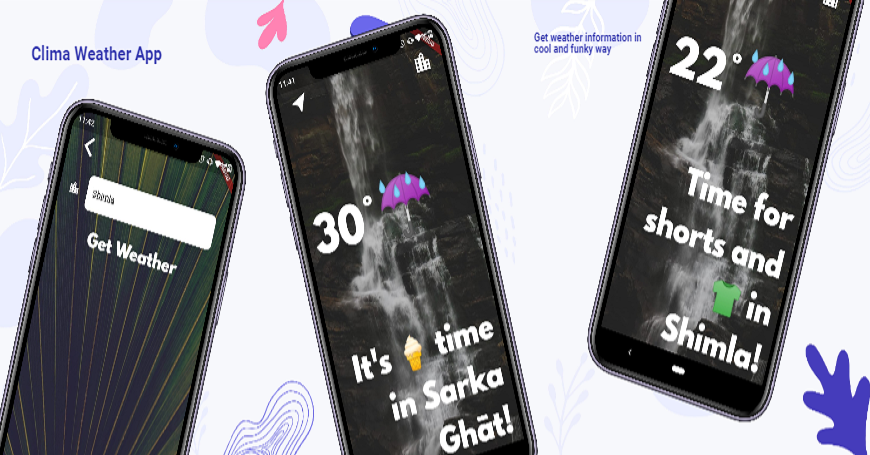 Clima Weather App
Get weather information in
cool and funky way
11:42
Shimla
Get Weather
11:41
30°
It's 🍦 time
in Sarka
Ghāt!
22°
Time for
shorts and
👕 in
Shimla!